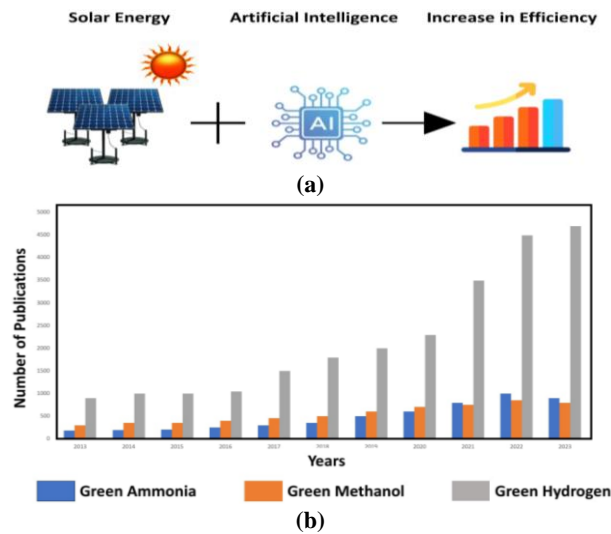 Solar Energy Artificial Intelligence Increase in Efficiency
AI
(a)
Number of Publications
5000
4500
4000
3500
3000
2500
2000
1500
1000
500
0
2013 2014 2015 2016 2017 2018 2019 2020 2021 2022 2023
Years
Green Ammonia Green Methanol Green Hydrogen
(b)